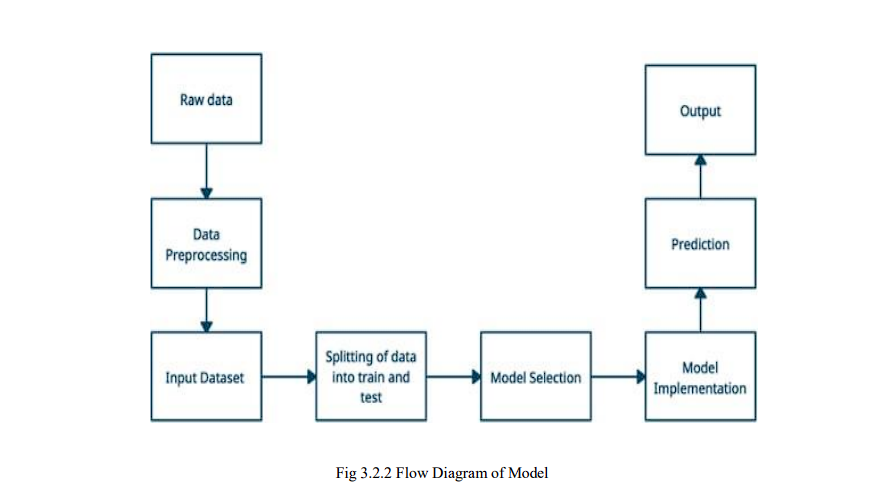 Raw data
Data
Preprocessing
Input Dataset
Splitting of data
into train and
test
Model Selection
Model
Implementation
Prediction
Output
Fig 3.2.2 Flow Diagram of Model